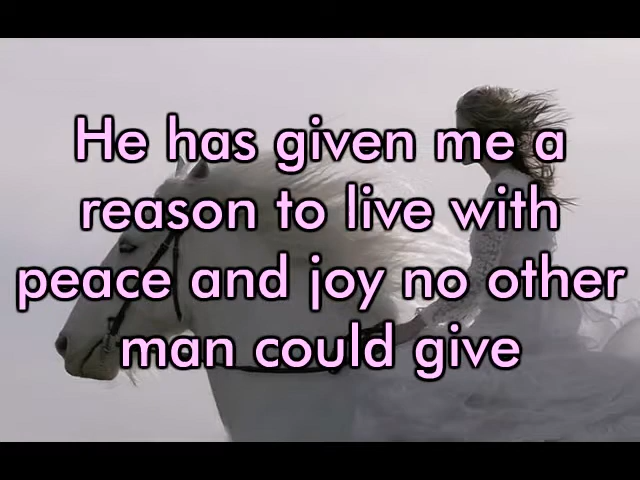 He has given me a
reason to live with
peace and joy no other
man could give